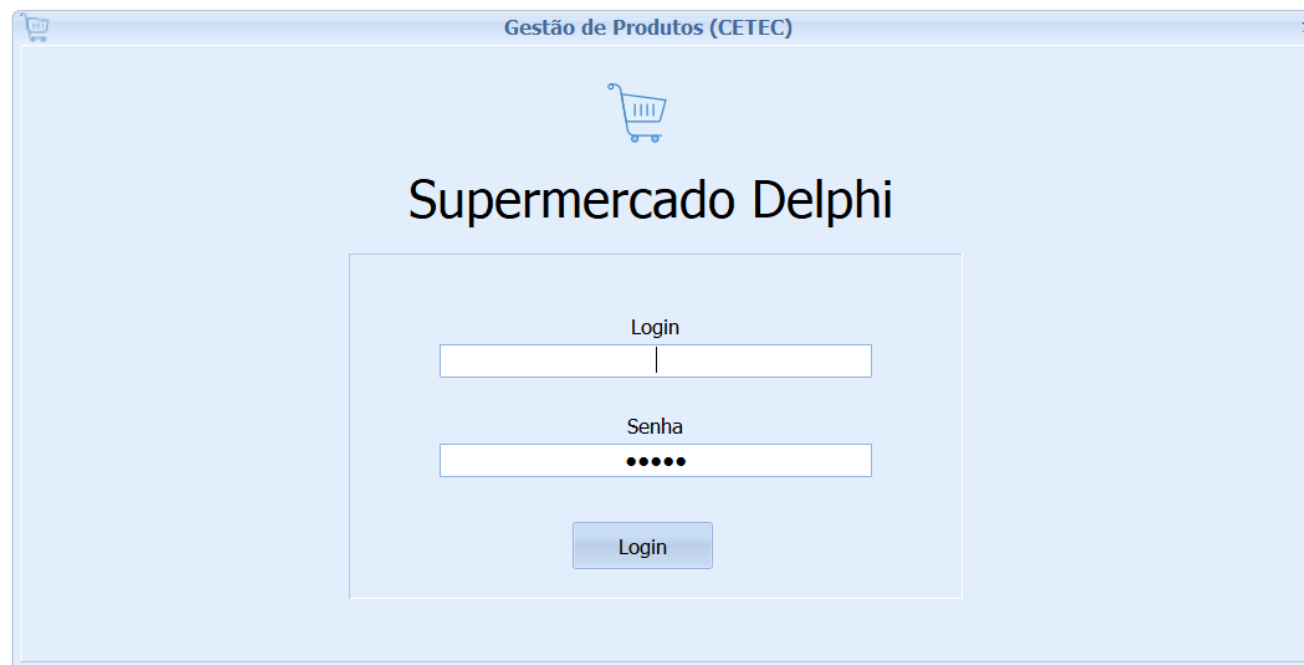 Gestão de Produtos (CETEC)
Supermercado Delphi
Login
Senha
•••••
Login